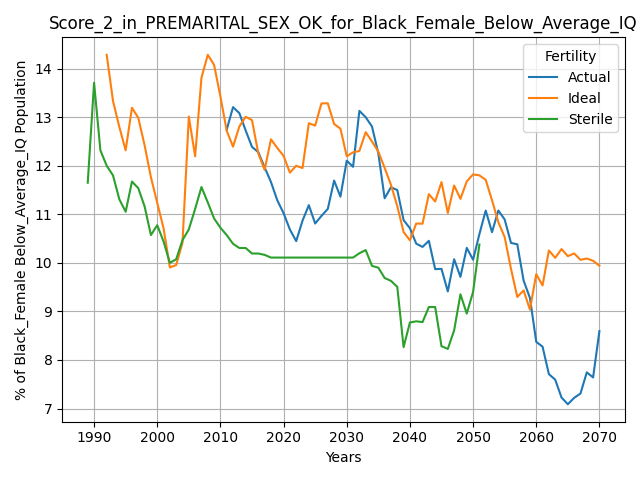 Score_2_in_PREMARITAL_SEX_OK_for_Black_Female_Below_Average_IQ
% of Black_Female Below_Average_IQ Population
14
13
12
11
10
9
8
7
Fertility
Actual
Ideal
Sterile
1990 2000 2010 2020 2030 2040 2050 2060 2070
Years